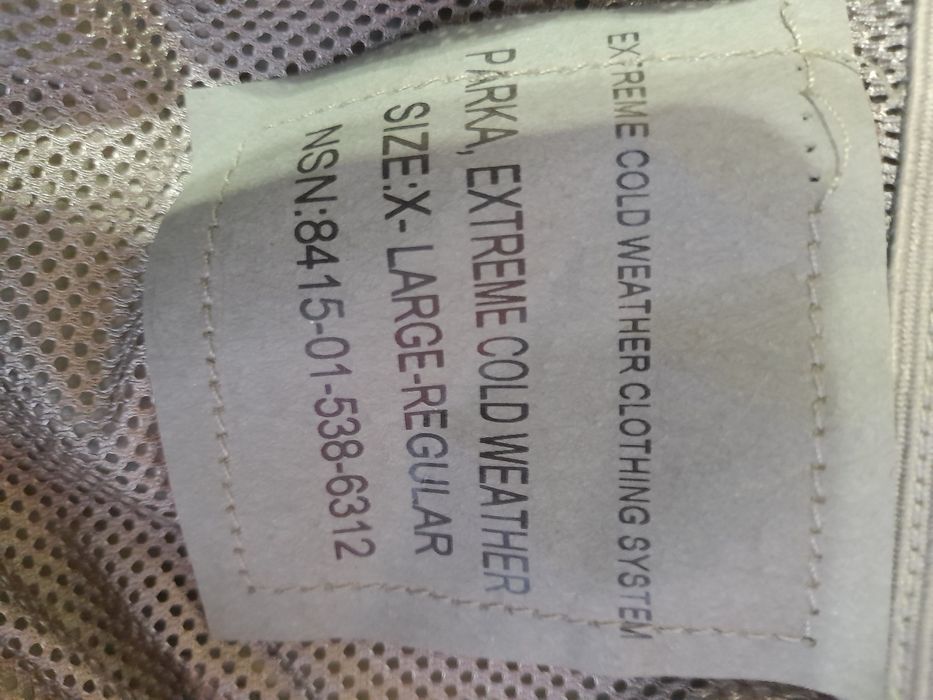 EXTREME COLD WEATHER CLOTHING SYSTEM
PARKA, EXTREME COLD WEATHER
SIZE:X- LARGE-REGULAR
NSN:8415-01-538-6312